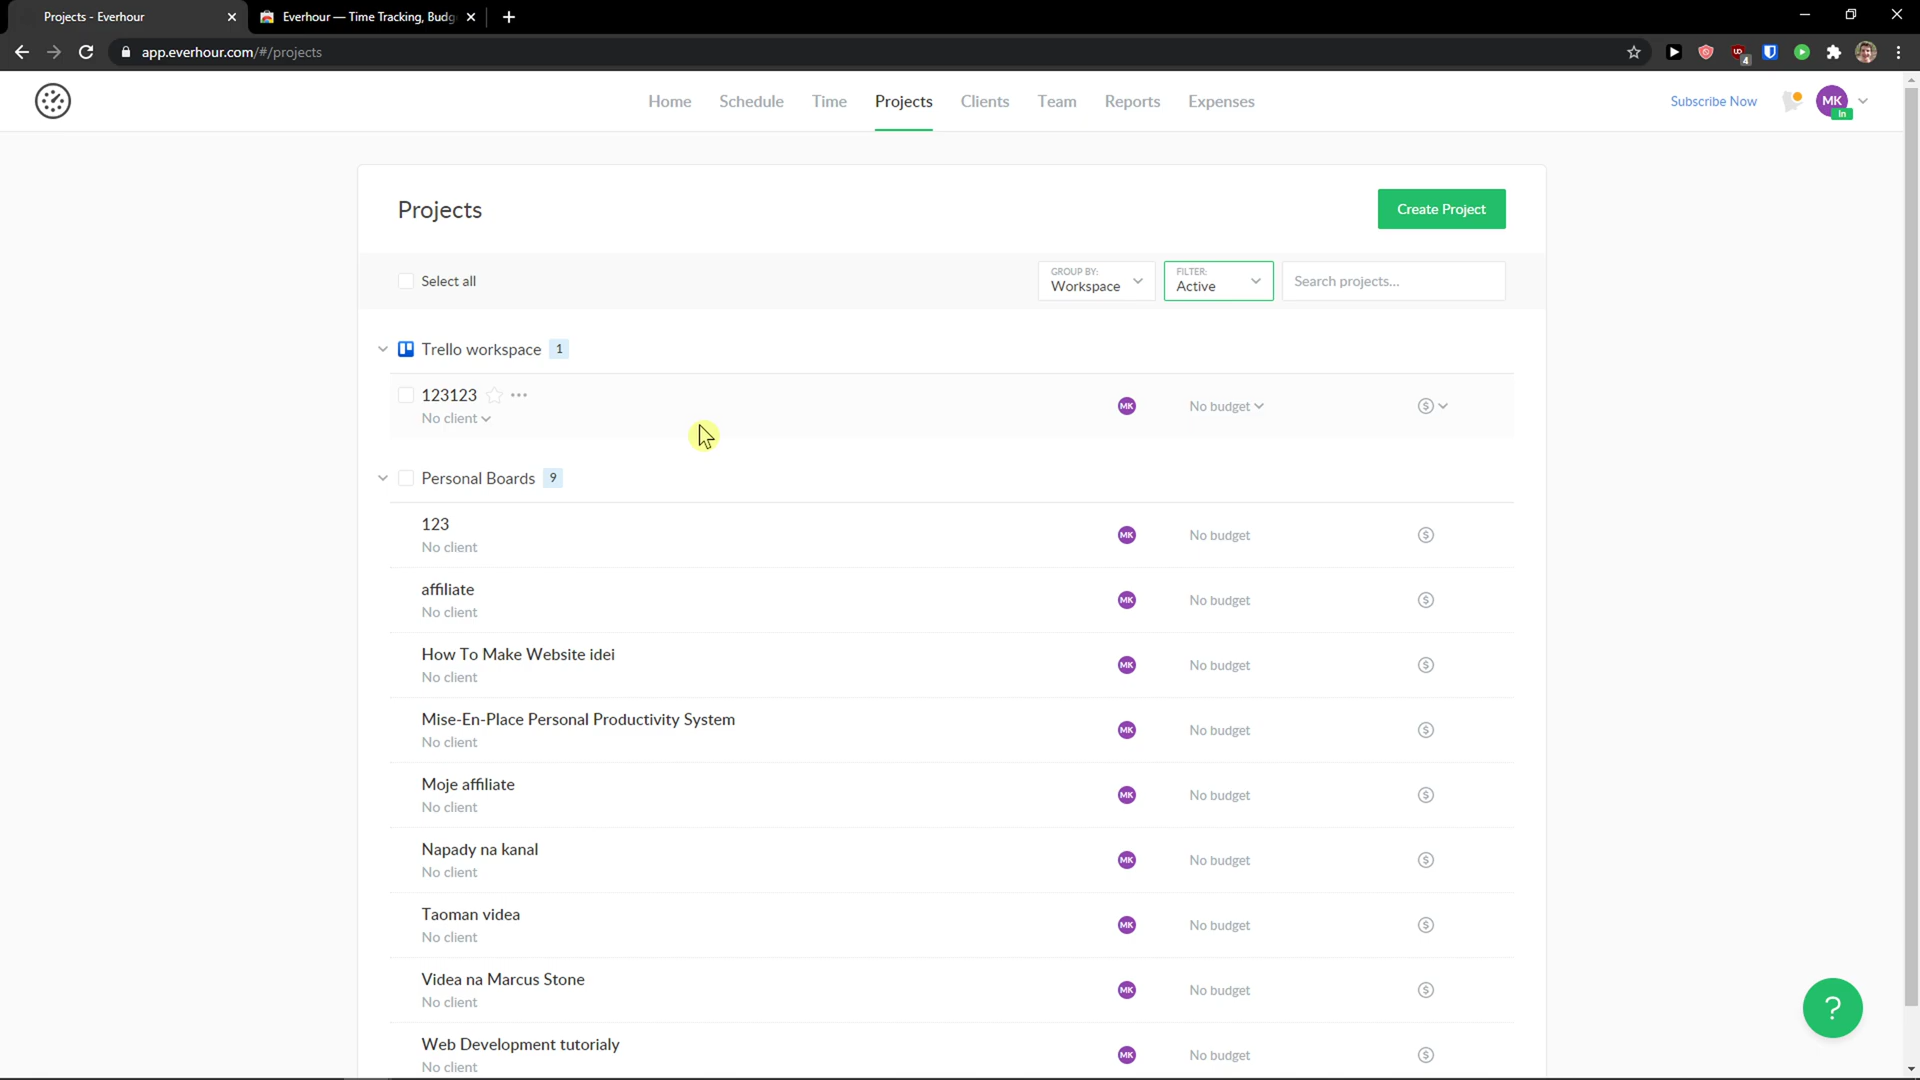 Projects - Everhour
Everhour — Time Tracking, Budg
app.everhour.com/#/projects
4
Home
Schedule
Time
Projects
Clients
Team
Reports
Expenses
Subscribe Now
MK
In
Projects
Create Project
Select all
GROUP BY:
Workspace
FILTER:
Active
Search projects...
Trello workspace 1
123123
No client
MK
No budget
Personal Boards 9
123
No client
MK
No budget
affiliate
No client
MK
No budget
How To Make Website idei
No client
MK
No budget
Mise-En-Place Personal Productivity System
No client
MK
No budget
Moje affiliate
No client
MK
No budget
Napady na kanal
No client
MK
No budget
Taoman videa
No client
MK
No budget
Videa na Marcus Stone
No client
MK
No budget
Web Development tutorialy
No client
MK
No budget
?